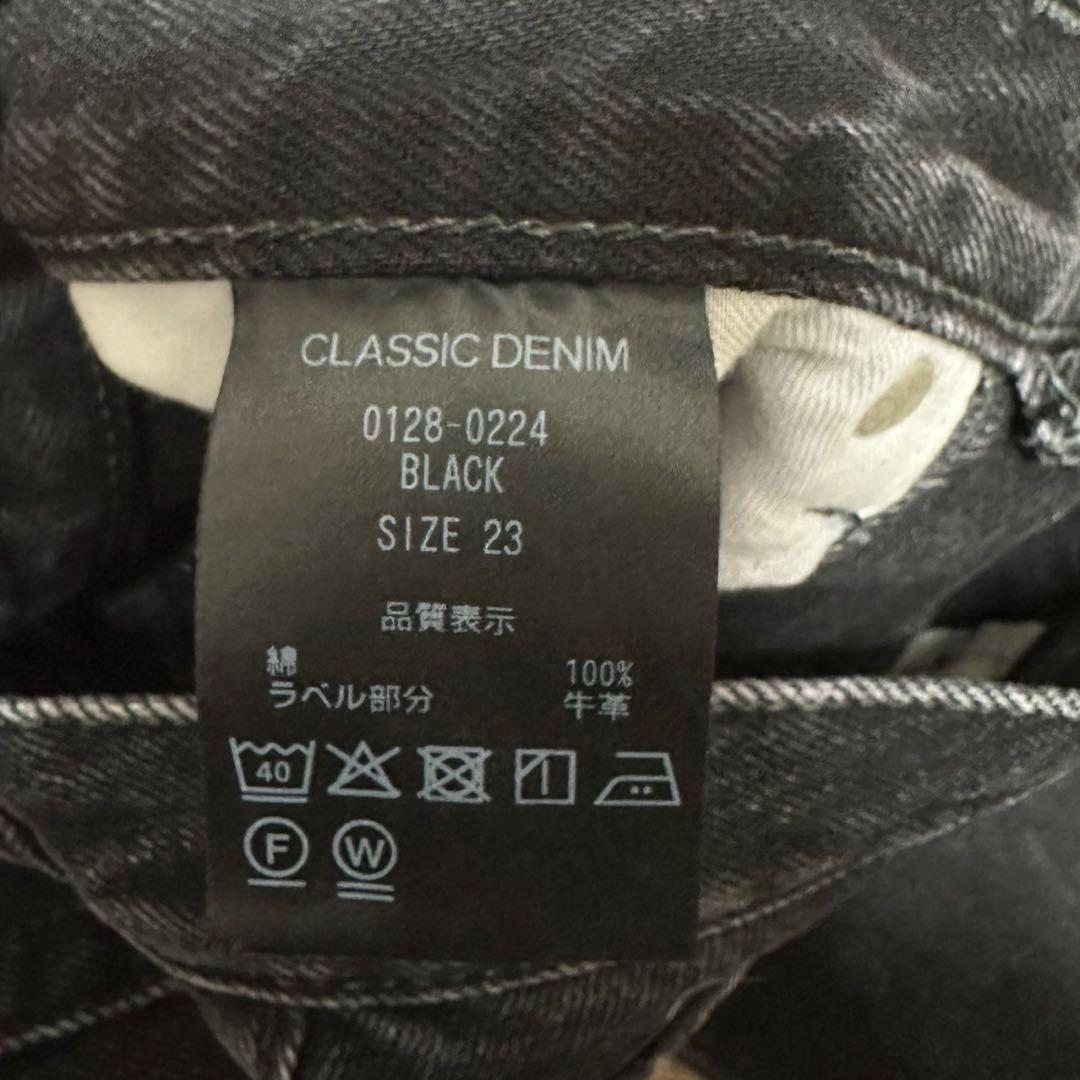 CLASSIC DENIM
0128-0224
BLACK
SIZE 23
品質表示
綿 100%
ラベル部分 牛革
40
F W